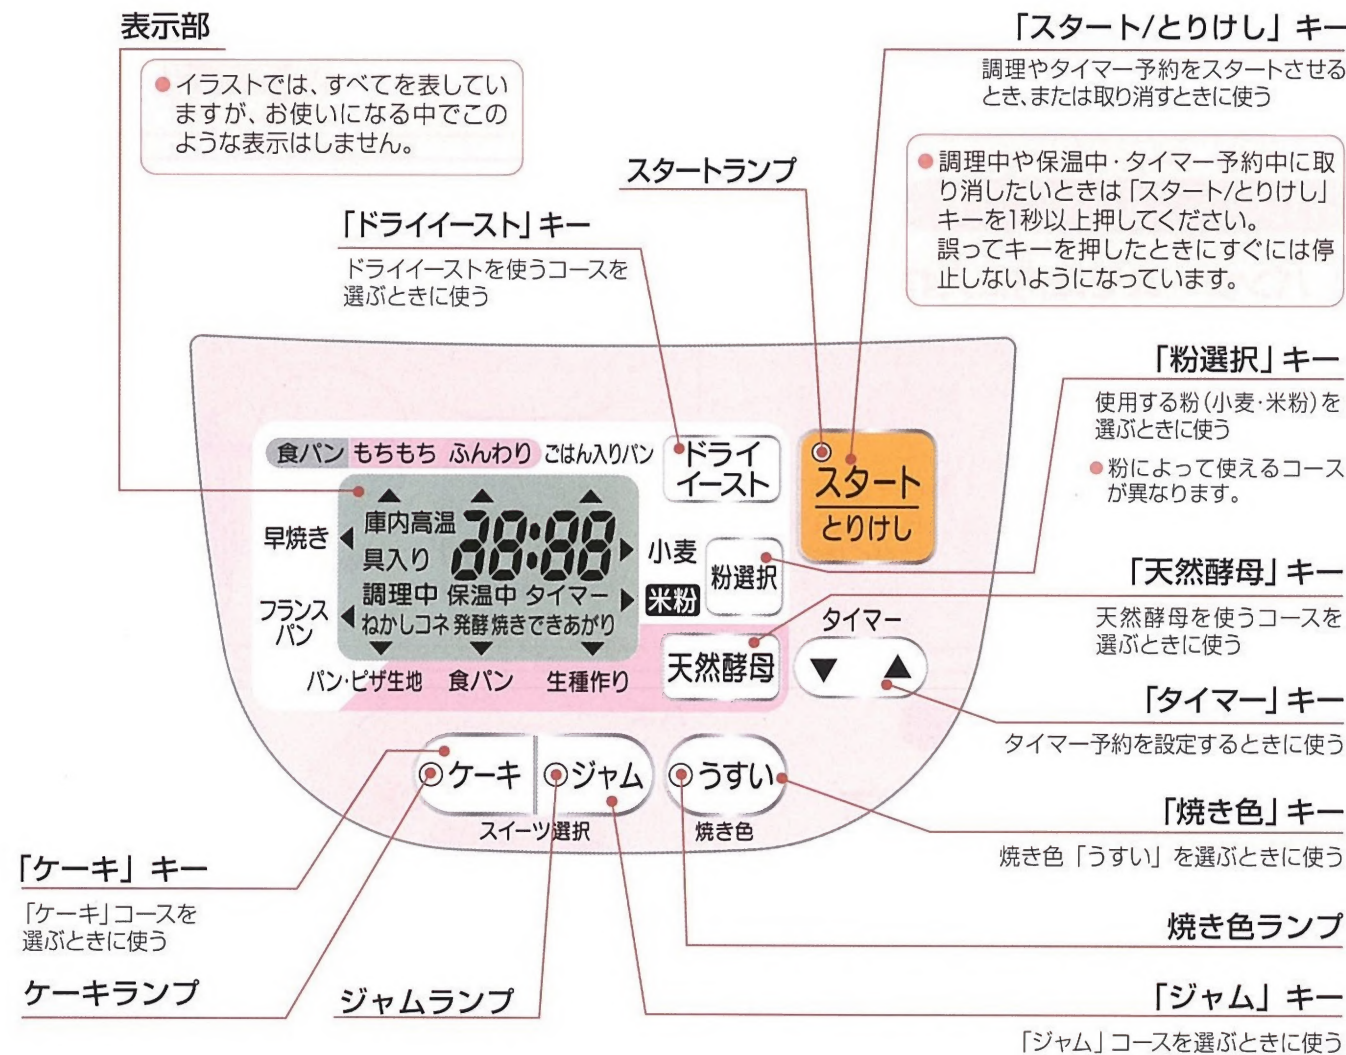 表示部
●イラストでは、すべてを表してい
ますが、お使いになる中でこの
ような表示はしません。
「スタート/とりけし」キー
調理やタイマー予約をスタートさせる
とき、または取り消すときに使う
●調理中や保温中・タイマー予約中に取
り消したいときは「スタート/とりけし」
キーを1秒以上押してください。
誤ってキーを押したときにすぐには停
止しないようになっています。
スタートランプ
「ドライイースト」キー
ドライイーストを使うコースを
選ぶときに使う
「粉選択」キー
使用する粉(小麦・米粉)を
選ぶときに使う
●粉によって使えるコース
が異なります。
「天然酵母」キー
天然酵母を使うコースを
選ぶときに使う
「タイマー」キー
タイマー予約を設定するときに使う
「焼き色」キー
焼き色「うすい」を選ぶときに使う
焼き色ランプ
「ジャム」キー
「ジャム」コースを選ぶときに使う
食パン もちもち ふんわり ごはん入りパン
ドライ
イースト
スタート
とりけし
早焼き
庫内高温
具入り
28:88
小麦
粉選択
米粉
調理中 保温中 タイマー
フランス
パン
ねかし コネ 発酵 焼き できあがり
パン・ピザ生地 食パン 生種作り
天然酵母
タイマー
▼ ▲
ケーキ
ジャム
うすい
スイーツ選択
焼き色
「ケーキ」キー
「ケーキ」コースを
選ぶときに使う
ケーキランプ
ジャムランプ